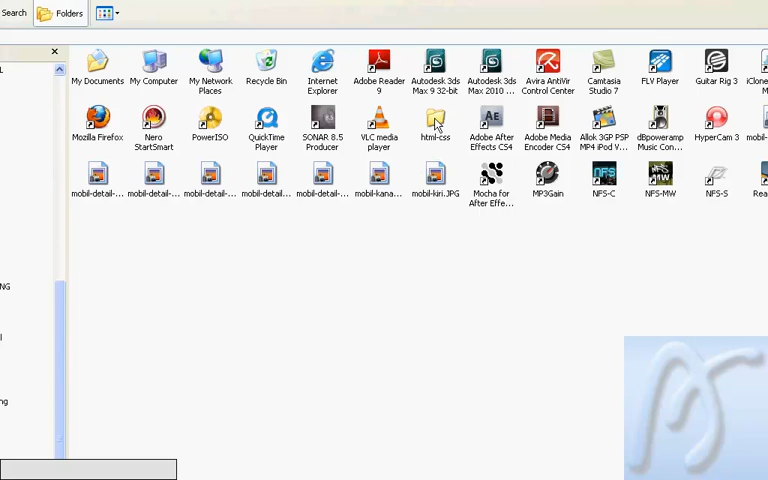 Search
Folders
L
My Documents
My Computer
My Network Places
Recycle Bin
Internet Explorer
Adobe Reader 9
Autodesk 3ds Max 9 32-bit
Autodesk 3ds Max 2010 ...
Avira AntiVir Control Center
Camtasia Studio 7
FLV Player
Guitar Rig 3
iClone
Mozilla Firefox
Nero StartSmart
PowerISO
QuickTime Player
SONAR 8.5 Producer
VLC media player
html-css
Adobe After Effects CS4
Adobe Media Encoder CS4
Allok 3GP PSP MP4 iPod V...
dBpoweramp Music Con...
HyperCam 3
mobil-
mobil-detail-...
mobil-detail-...
mobil-detail-...
mobil-detail...
mobil-detail-...
mobil-kana...
mobil-kiri.JPG
Mocha for After Effe...
MP3Gain
NFS-C
NFS-MW
NFS-S
Rea
NG
l
ng